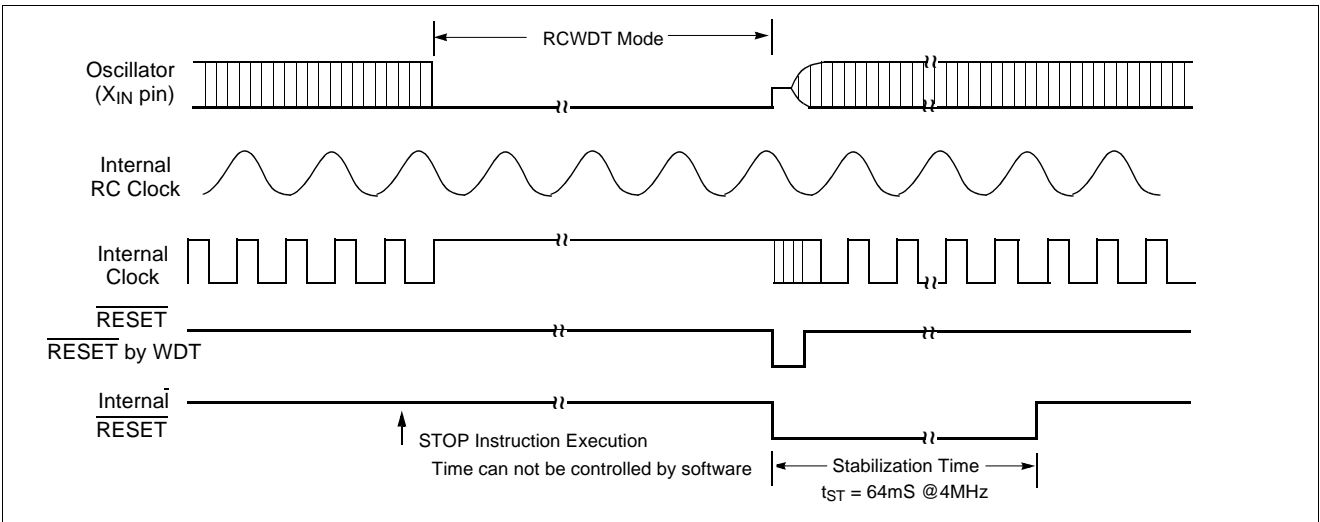 RCWDT Mode
Oscillator
(XIN pin)
Internal
RC Clock
Internal
Clock
RESET
RESET by WDT
Internal
RESET
STOP Instruction Execution
Time can not be controlled by software
Stabilization Time
tST = 64mS @4MHz